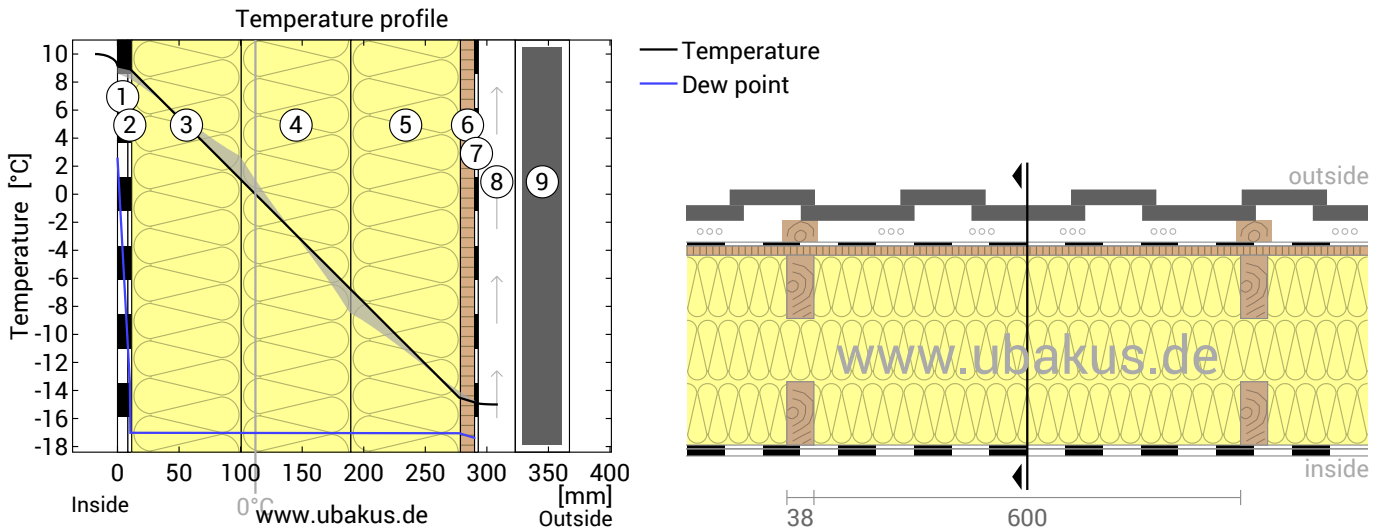 Temperature profile
10
8
6
4
2
0
-2
-4
-6
-8
-10
-12
-14
-16
-18
Temperature [°C]
1
2
3
4
5
6
7
8
9
0 50 100 150 200 250 300 350 400
[mm]
Inside
0°C
www.ubakus.de
Outside
Temperature
Dew point
outside
www.ubakus.de
inside
38
600